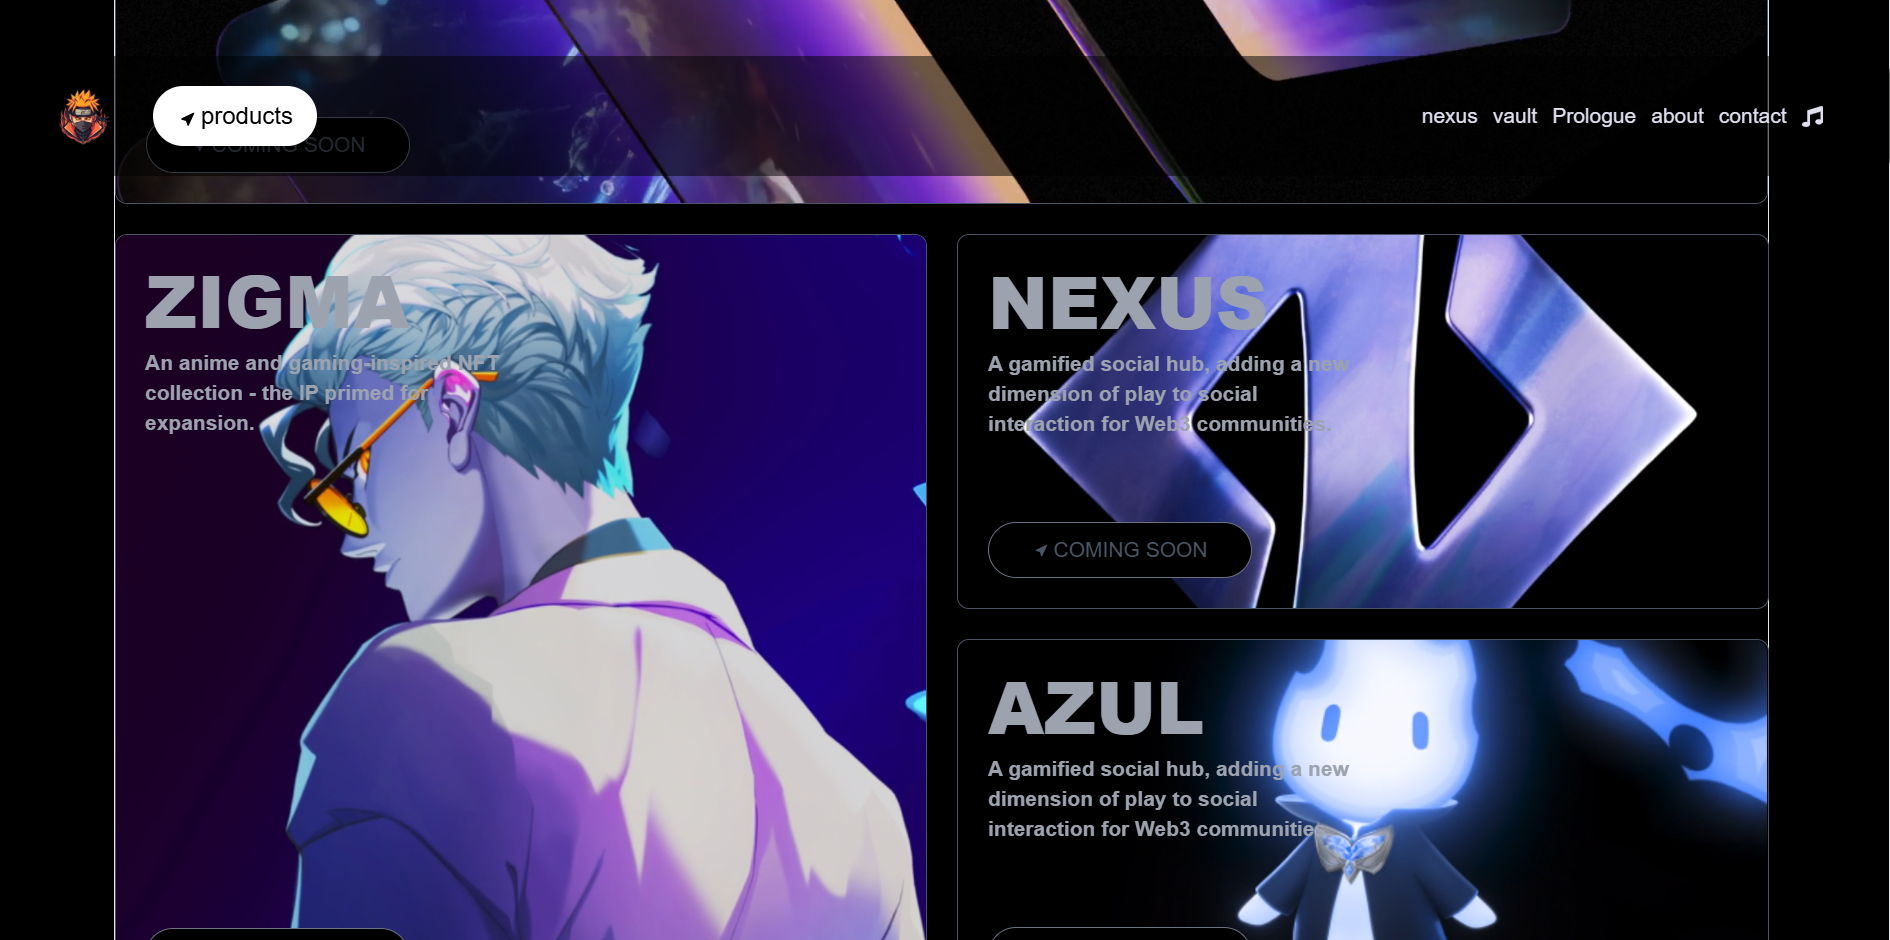 products
nexus vault Prologue about contact
COMING SOON
ZIGMA
An anime and gaming-inspired NFT
collection - the IP primed for
expansion.
NEXUS
A gamified social hub, adding a new
dimension of play to social
interaction for Web3 communities.
COMING SOON
AZUL
A gamified social hub, adding a new
dimension of play to social
interaction for Web3 communitie